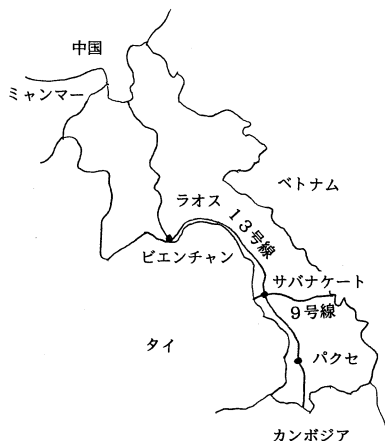 中国
ミャンマー
ラオス
ベトナム
13号線
ビエンチャン
サバナケート
9号線
タイ
パクセ
カンボジア